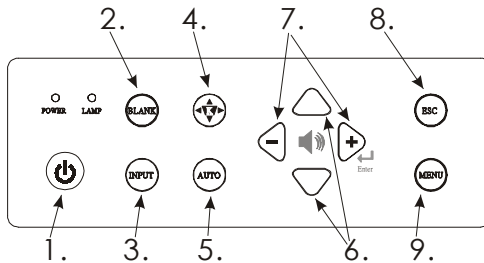 2. 4. 7. 8.
POWER LAMP BLANK ESC
- +
Enter
INPUT AUTO MENU
1. 3. 5. 6. 9.